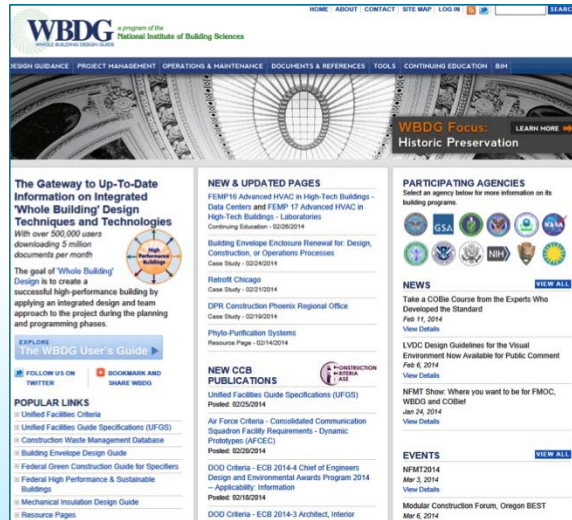 HOME | ABOUT | CONTACT | SITE MAP | LOG IN
SEARC
WBDG
WHOLE BUILDING DESIGN GUIDE
a program of the
National Institute of Building Sciences
DESIGN GUIDANCE PROJECT MANAGEMENT OPERATIONS & MAINTENANCE DOCUMENTS & REFERENCES TOOLS CONTINUING EDUCATION BIM
WBDG Focus:
Historic Preservation
LEARN MORE
The Gateway to Up-To-Date
Information on Integrated
'Whole Building' Design
Techniques and Technologies
With over 500,000 users
downloading 5 million
documents per month
High
Performance
Buildings
The goal of 'Whole Building'
Design is to create a
successful high-performance building by
applying an integrated design and team
approach to the project during the planning
and programming phases.
EXPLORE
The WBDG User's Guide
FOLLOW US ON
TWITTER
BOOKMARK AND
SHARE WBDG
POPULAR LINKS
Unified Facilities Criteria
Unified Facilities Guide Specifications (UFGS)
Construction Waste Management Database
Building Envelope Design Guide
Federal Green Construction Guide for Specifiers
Federal High Performance & Sustainable
Buildings
Mechanical Insulation Design Guide
Resource Pages
NEW & UPDATED PAGES
FEMP16 Advanced HVAC in High-Tech Buildings -
Data Centers and FEMP 17 Advanced HVAC in
High-Tech Buildings - Laboratories
Continuing Education - 02/26/2014
Building Envelope Enclosure Renewal for: Design,
Construction, or Operations Processes
Case Study - 02/24/2014
Retrofit Chicago
Case Study - 02/21/2014
DPR Construction Phoenix Regional Office
Case Study - 02/19/2014
Phyto-Purification Systems
Resource Page - 02/14/2014
NEW CCB
PUBLICATIONS
CONSTRUCTION
CRITERIA
BASE
Unified Facilities Guide Specifications (UFGS)
Posted: 02/25/2014
Air Force Criteria - Consolidated Communication
Squadron Facility Requirements - Dynamic
Prototypes (AFCEC)
Posted: 02/20/2014
DOD Criteria - ECB 2014-4 Chief of Engineers
Design and Environmental Awards Program 2014
-- Applicability: Information
Posted: 02/18/2014
DOD Criteria - ECB 2014-3 Architect, Interior
PARTICIPATING AGENCIES
Select an agency below for more information on its
building programs.
GSA
NASA
NIH
NEWS
VIEW ALL
Take a COBie Course from the Experts Who
Developed the Standard
Feb 11, 2014
View Details
LVDC Design Guidelines for the Visual
Environment Now Available for Public Comment
Feb 6, 2014
View Details
NFMT Show: Where you want to be for FMOC,
WBDG and COBie!
Jan 24, 2014
View Details
EVENTS
VIEW ALL
NFMT2014
Mar 3, 2014
View Details
Modular Construction Forum, Oregon BEST
Mar 6, 2014